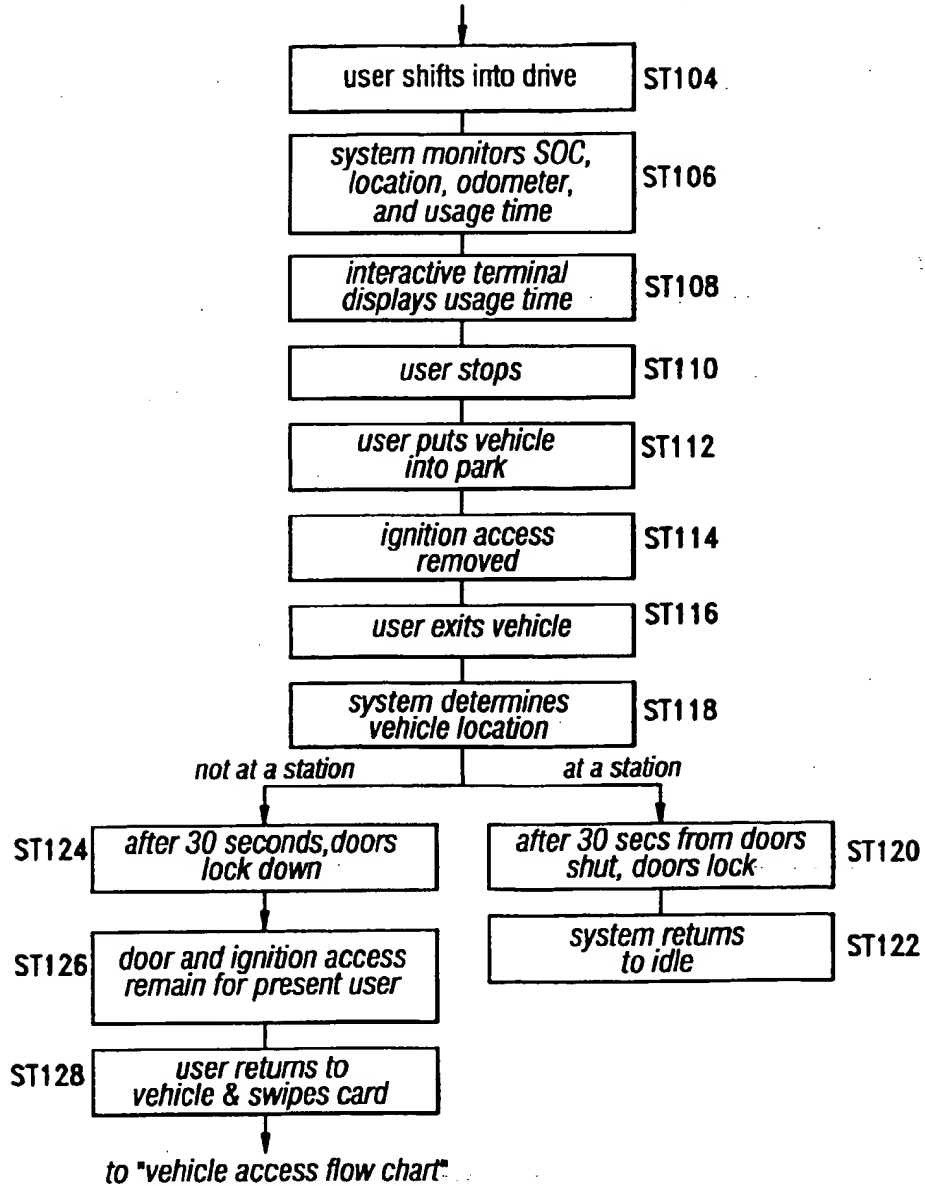 user shifts into drive
ST104
system monitors SOC,
location, odometer,
and usage time
ST106
interactive terminal
displays usage time
ST108
user stops
ST110
user puts vehicle
into park
ST112
ignition access
removed
ST114
user exits vehicle
ST116
system determines
vehicle location
ST118
not at a station
at a station
ST124
after 30 seconds,doors
lock down
after 30 secs from doors
shut, doors lock
ST120
ST126
door and ignition access
remain for present user
system returns
to idle
ST122
ST128
user returns to
vehicle & swipes card
to "vehicle access flow chart"